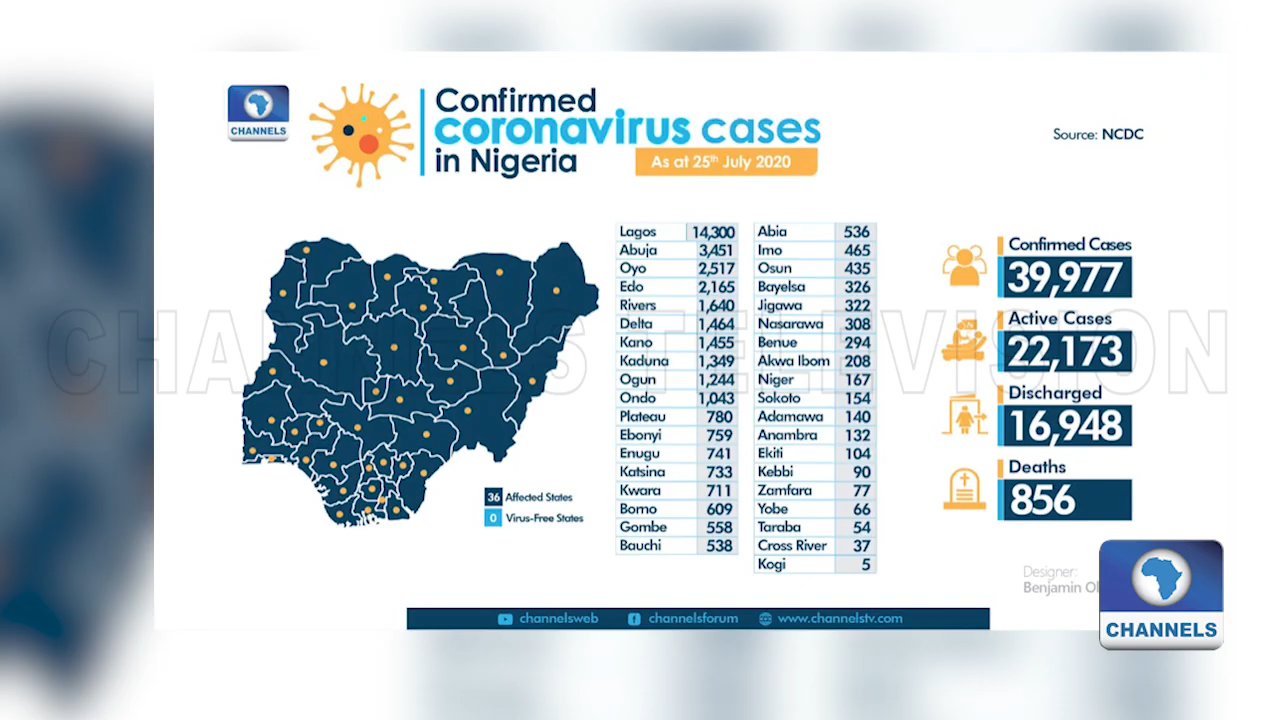 CHANNELS
Confirmed
coronavirus cases
in Nigeria
As at 25th July 2020
Source: NCDC
Lagos 14,300
Abuja 3,451
Oyo 2,517
Edo 2,165
Rivers 1,640
Delta 1,464
Kano 1,455
Kaduna 1,349
Ogun 1,244
Ondo 1,043
Plateau 780
Ebonyi 759
Enugu 741
Katsina 733
Kwara 711
Borno 609
Gombe 558
Bauchi 538
Abia 536
Imo 465
Osun 435
Bayelsa 326
Jigawa 322
Nasarawa 308
Benue 294
Akwa Ibom 208
Niger 167
Sokoto 154
Adamawa 140
Anambra 132
Ekiti 104
Kebbi 90
Zamfara 77
Yobe 66
Taraba 54
Cross River 37
Kogi 5
Confirmed Cases
39,977
Active Cases
22,173
Discharged
16,948
Deaths
856
36 Affected States
0 Virus-Free States
CHANNELS TELEVISION
Designer:
Benjamin
CHANNELS
channelsweb channelsforum www.channelstv.com